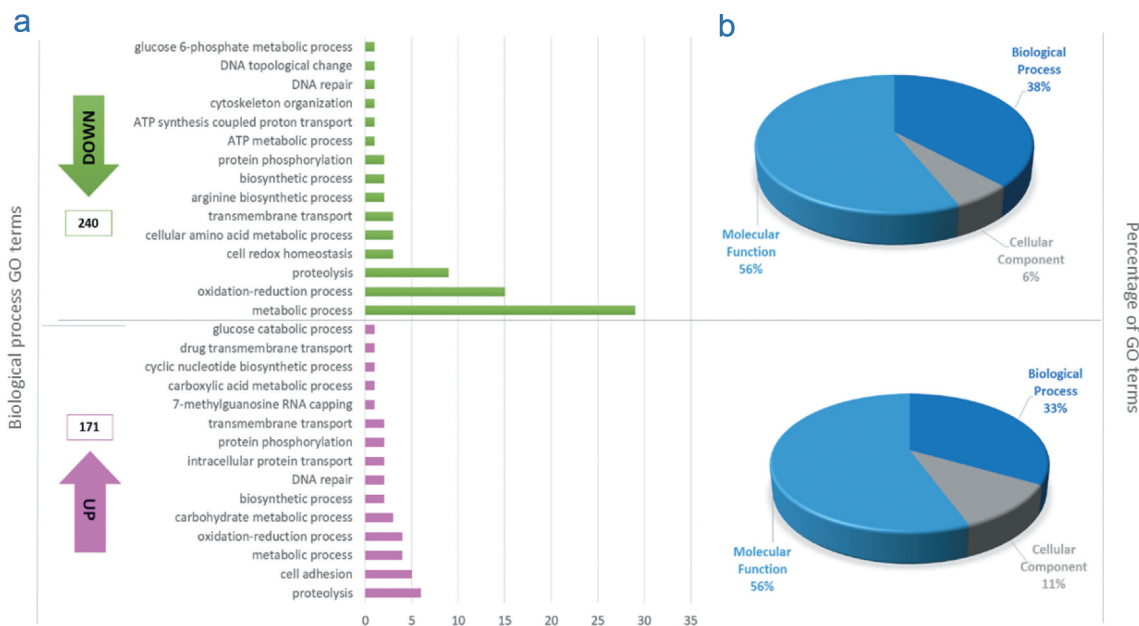 a
Biological process GO terms
DOWN
240
glucose 6-phosphate metabolic process
DNA topological change
DNA repair
cytoskeleton organization
ATP synthesis coupled proton transport
ATP metabolic process
protein phosphorylation
biosynthetic process
arginine biosynthetic process
transmembrane transport
cellular amino acid metabolic process
cell redox homeostasis
proteolysis
oxidation-reduction process
metabolic process
171
UP
glucose catabolic process
drug transmembrane transport
cyclic nucleotide biosynthetic process
carboxylic acid metabolic process
7-methylguanosine RNA capping
transmembrane transport
protein phosphorylation
intracellular protein transport
DNA repair
biosynthetic process
carbohydrate metabolic process
oxidation-reduction process
metabolic process
cell adhesion
proteolysis
0 5 10 15 20 25 30 35
b
Biological
Process
38%
Molecular
Function
56%
Cellular
Component
6%
Biological
Process
33%
Molecular
Function
56%
Cellular
Component
11%
Percentage of GO terms